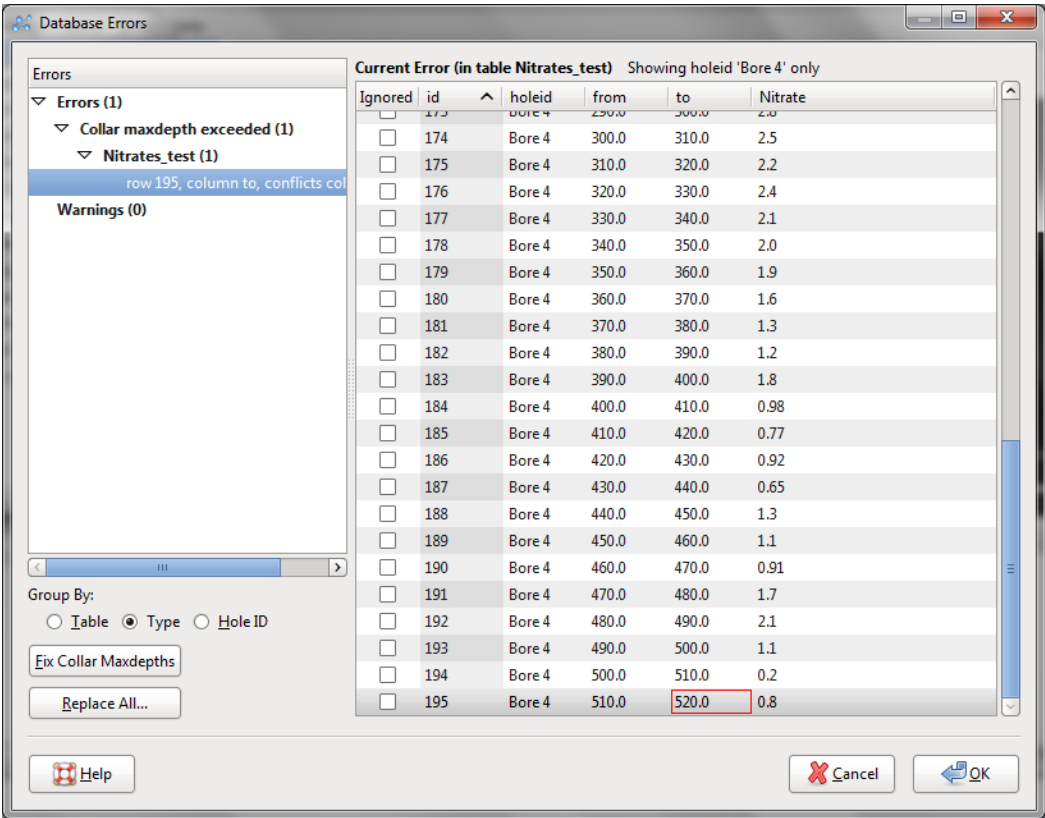 Database Errors
Errors
Errors (1)
Collar maxdepth exceeded (1)
Nitrates_test (1)
row 195, column to, conflicts col
Warnings (0)
Group By:
Table Type Hole ID
Fix Collar Maxdepths
Replace All...
Current Error (in table Nitrates_test) Showing holeid 'Bore 4' only
Ignored id holeid from to Nitrate
173 Bore 4 290.0 300.0 2.8
174 Bore 4 300.0 310.0 2.5
175 Bore 4 310.0 320.0 2.2
176 Bore 4 320.0 330.0 2.4
177 Bore 4 330.0 340.0 2.1
178 Bore 4 340.0 350.0 2.0
179 Bore 4 350.0 360.0 1.9
180 Bore 4 360.0 370.0 1.6
181 Bore 4 370.0 380.0 1.3
182 Bore 4 380.0 390.0 1.2
183 Bore 4 390.0 400.0 1.8
184 Bore 4 400.0 410.0 0.98
185 Bore 4 410.0 420.0 0.77
186 Bore 4 420.0 430.0 0.92
187 Bore 4 430.0 440.0 0.65
188 Bore 4 440.0 450.0 1.3
189 Bore 4 450.0 460.0 1.1
190 Bore 4 460.0 470.0 0.91
191 Bore 4 470.0 480.0 1.7
192 Bore 4 480.0 490.0 2.1
193 Bore 4 490.0 500.0 1.1
194 Bore 4 500.0 510.0 0.2
195 Bore 4 510.0 520.0 0.8
Help
Cancel
OK